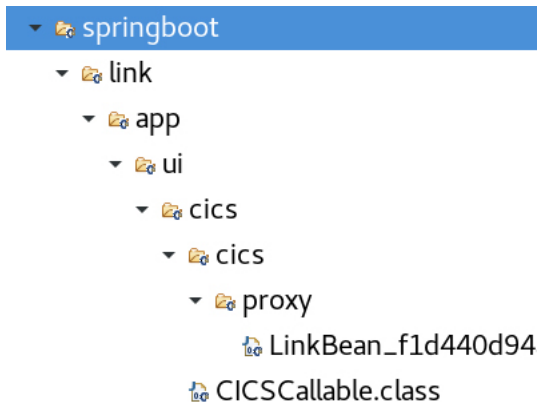 springboot
link
app
ui
cics
cics
proxy
LinkBean_f1d440d94
CICSCallable.class